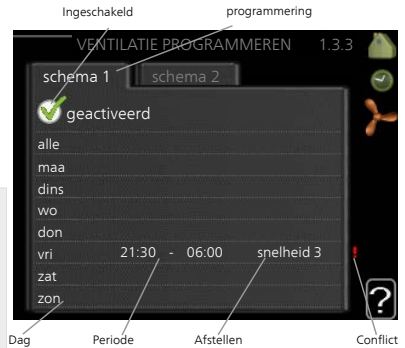 Ingeschakeld programmering
VENTILATIE PROGRAMMEREN 1.3.3
schema 1 schema 2
geactiveerd
alle
maa
dins
wo
don
vri 21:30 - 06:00 snelheid 3 !
zat
zon
?
Dag Periode Afstellen Conflict